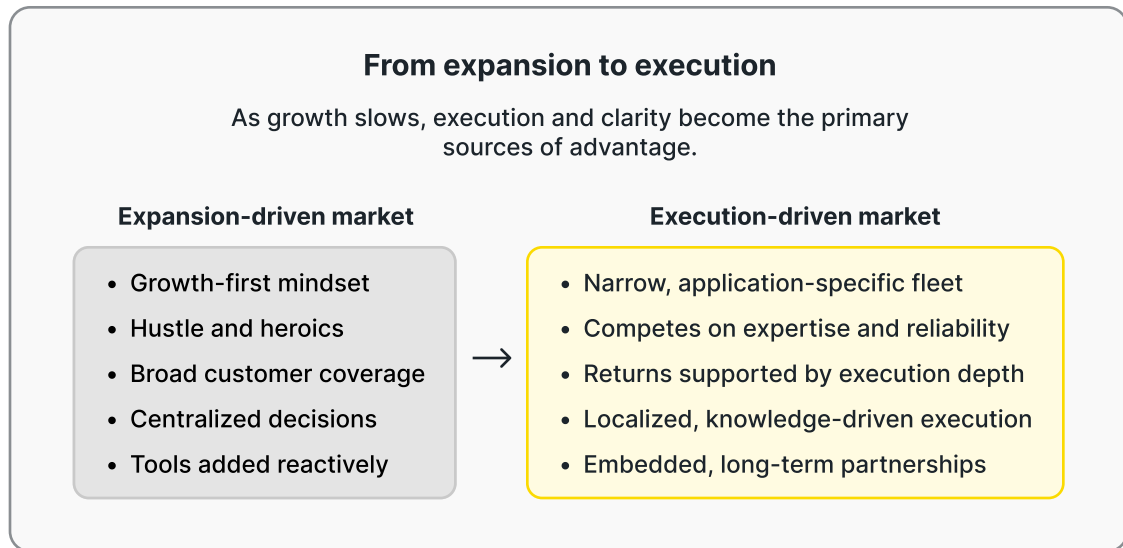 From expansion to execution
As growth slows, execution and clarity become the primary
sources of advantage.
Expansion-driven market
• Growth-first mindset
• Hustle and heroics
• Broad customer coverage
• Centralized decisions
• Tools added reactively
→
Execution-driven market
• Narrow, application-specific fleet
• Competes on expertise and reliability
• Returns supported by execution depth
• Localized, knowledge-driven execution
• Embedded, long-term partnerships